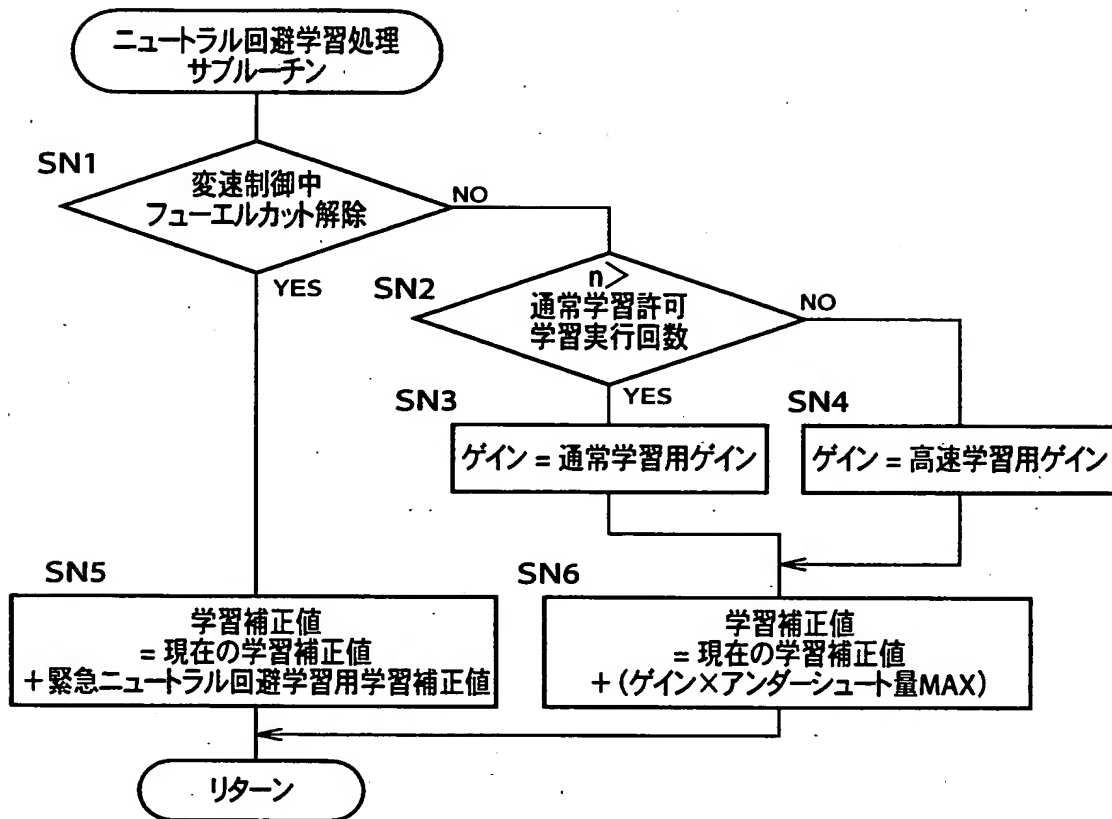 ニュートラル回避学習処理
サブルーチン
SN1
変速制御中
フューエルカット解除
NO
YES
SN2
n>
通常学習許可
学習実行回数
NO
YES
SN3
ゲイン = 通常学習用ゲイン
SN4
ゲイン = 高速学習用ゲイン
SN5
学習補正値
= 現在の学習補正値
+緊急ニュートラル回避学習用学習補正値
SN6
学習補正値
= 現在の学習補正値
+(ゲイン×アンダーシュート量MAX)
リターン